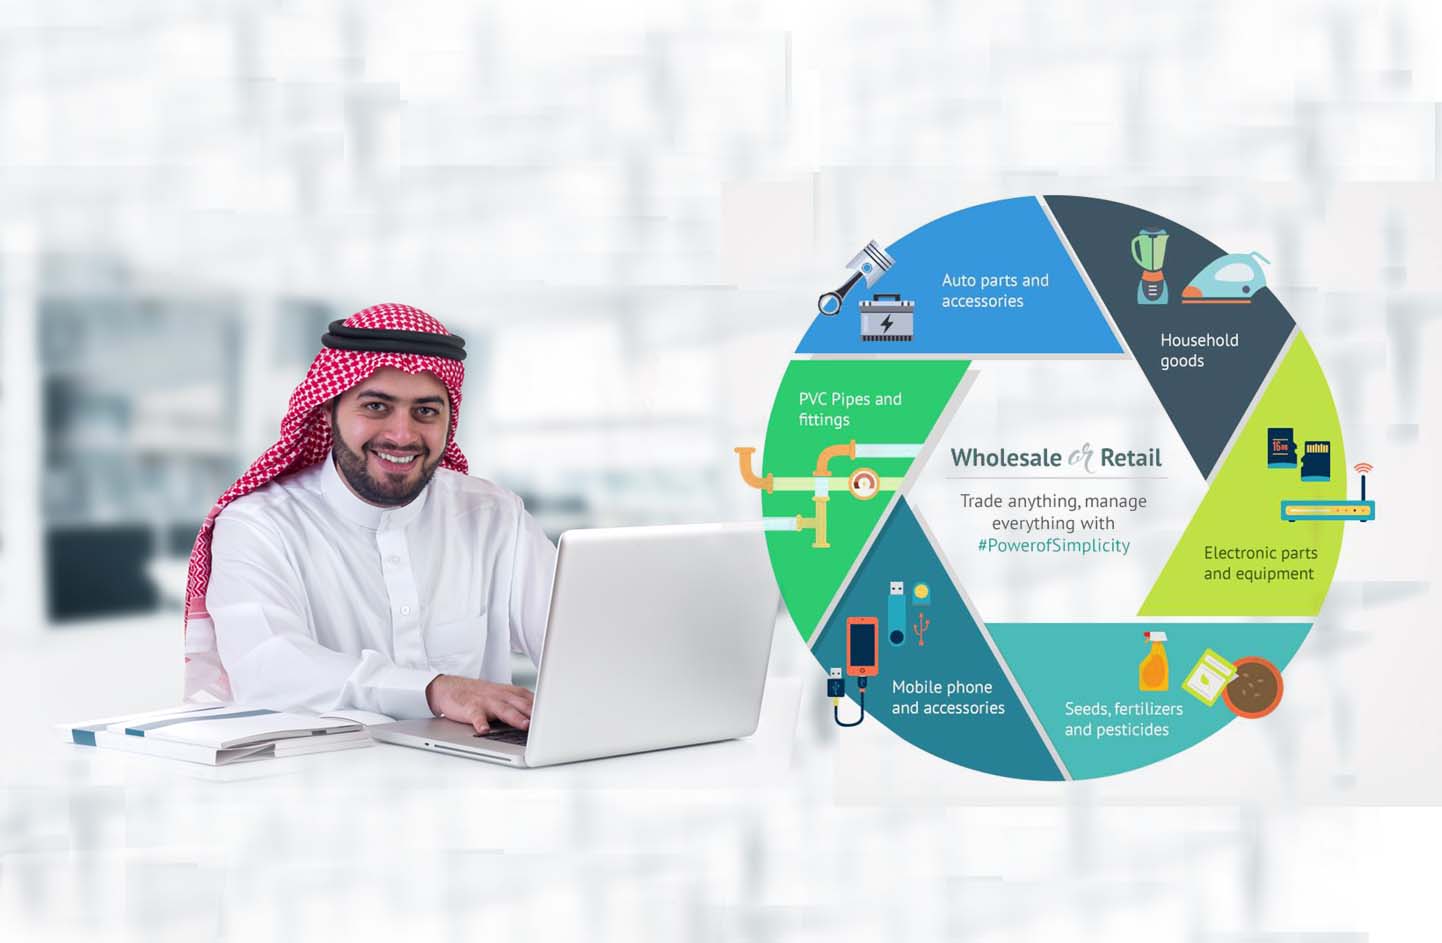 Auto parts and
accessories
Household
goods
PVC Pipes and
fittings
Wholesale or Retail
Trade anything, manage
everything with
#PowerofSimplicity
16GB
Electronic parts
and equipment
Mobile phone
and accessories
Seeds, fertilizers
and pesticides